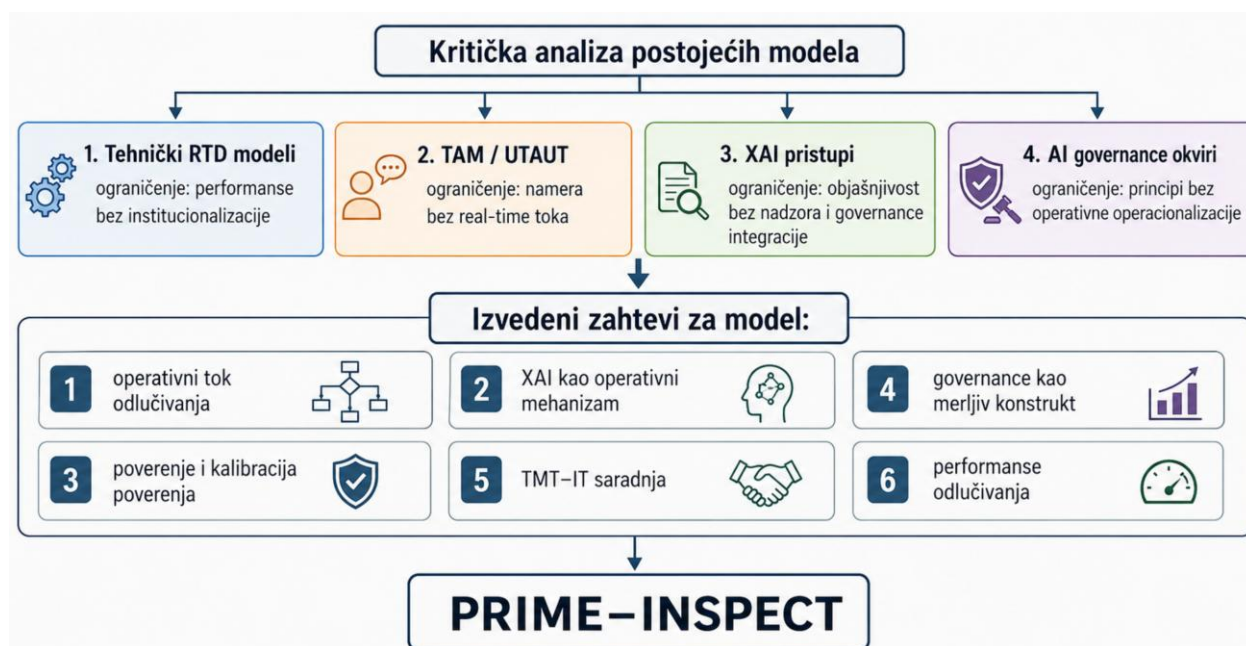 Kritička analiza postojećih modela
1. Tehnički RTD modeli
ograničenje: performanse
bez institucionalizacije
2. TAM / UTAUT
ograničenje: namera
bez real-time toka
3. XAI pristupi
ograničenje: objašnjivost
bez nadzora i governance
integracije
4. AI governance okviri
ograničenje: principi bez
operativne operacionalizacije
Izvedeni zahtevi za model:
1
operativni tok
odlučivanja
2
XAI kao operativni
mehanizam
4
governance kao
merljiv konstrukt
3
poverenje i kalibracija
poverenja
5
TMT–IT saradnja
6
performanse
odlučivanja
PRIME–INSPECT